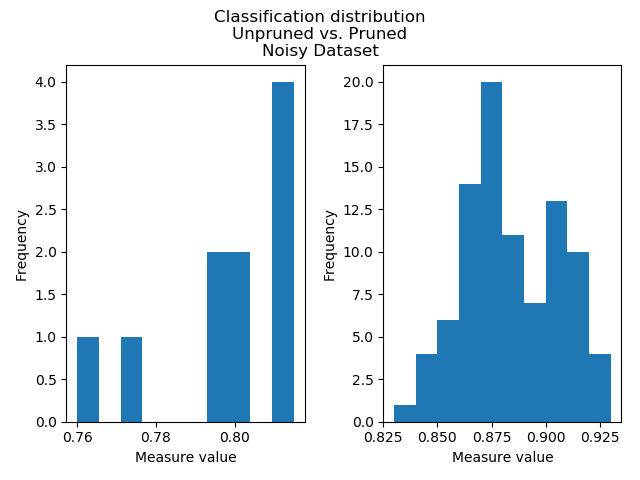 Classification distribution
Unpruned vs. Pruned
Noisy Dataset
Frequency
4.0
3.5
3.0
2.5
2.0
1.5
1.0
0.5
0.0
0.76 0.78 0.80
Measure value
Frequency
20.0
17.5
15.0
12.5
10.0
7.5
5.0
2.5
0.0
0.825 0.850 0.875 0.900 0.925
Measure value